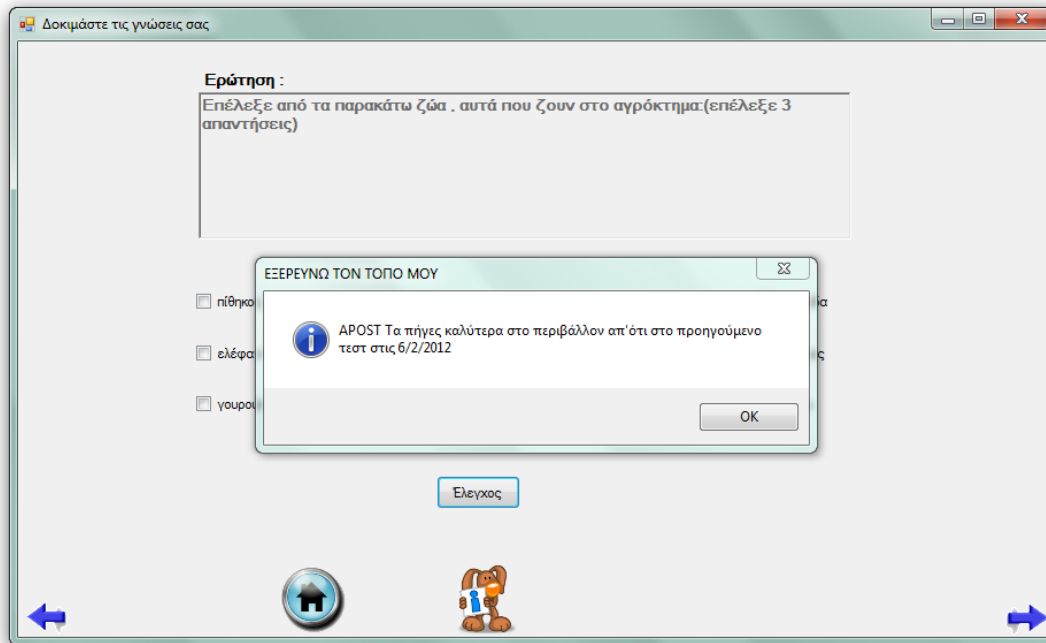 Δοκιμάστε τις γνώσεις σας
Ερώτηση :
Επέλεξε από τα παρακάτω ζώα , αυτά που ζουν στο αγρόκτημα:(επέλεξε 3
απαντήσεις)
ΕΞΕΡΕΥΝΩ ΤΟΝ ΤΟΠΟ ΜΟΥ
APOST Τα πήγες καλύτερα στο περιβάλλον απ'ότι στο προηγούμενο
τεστ στις 6/2/2012
OK
Έλεγχος